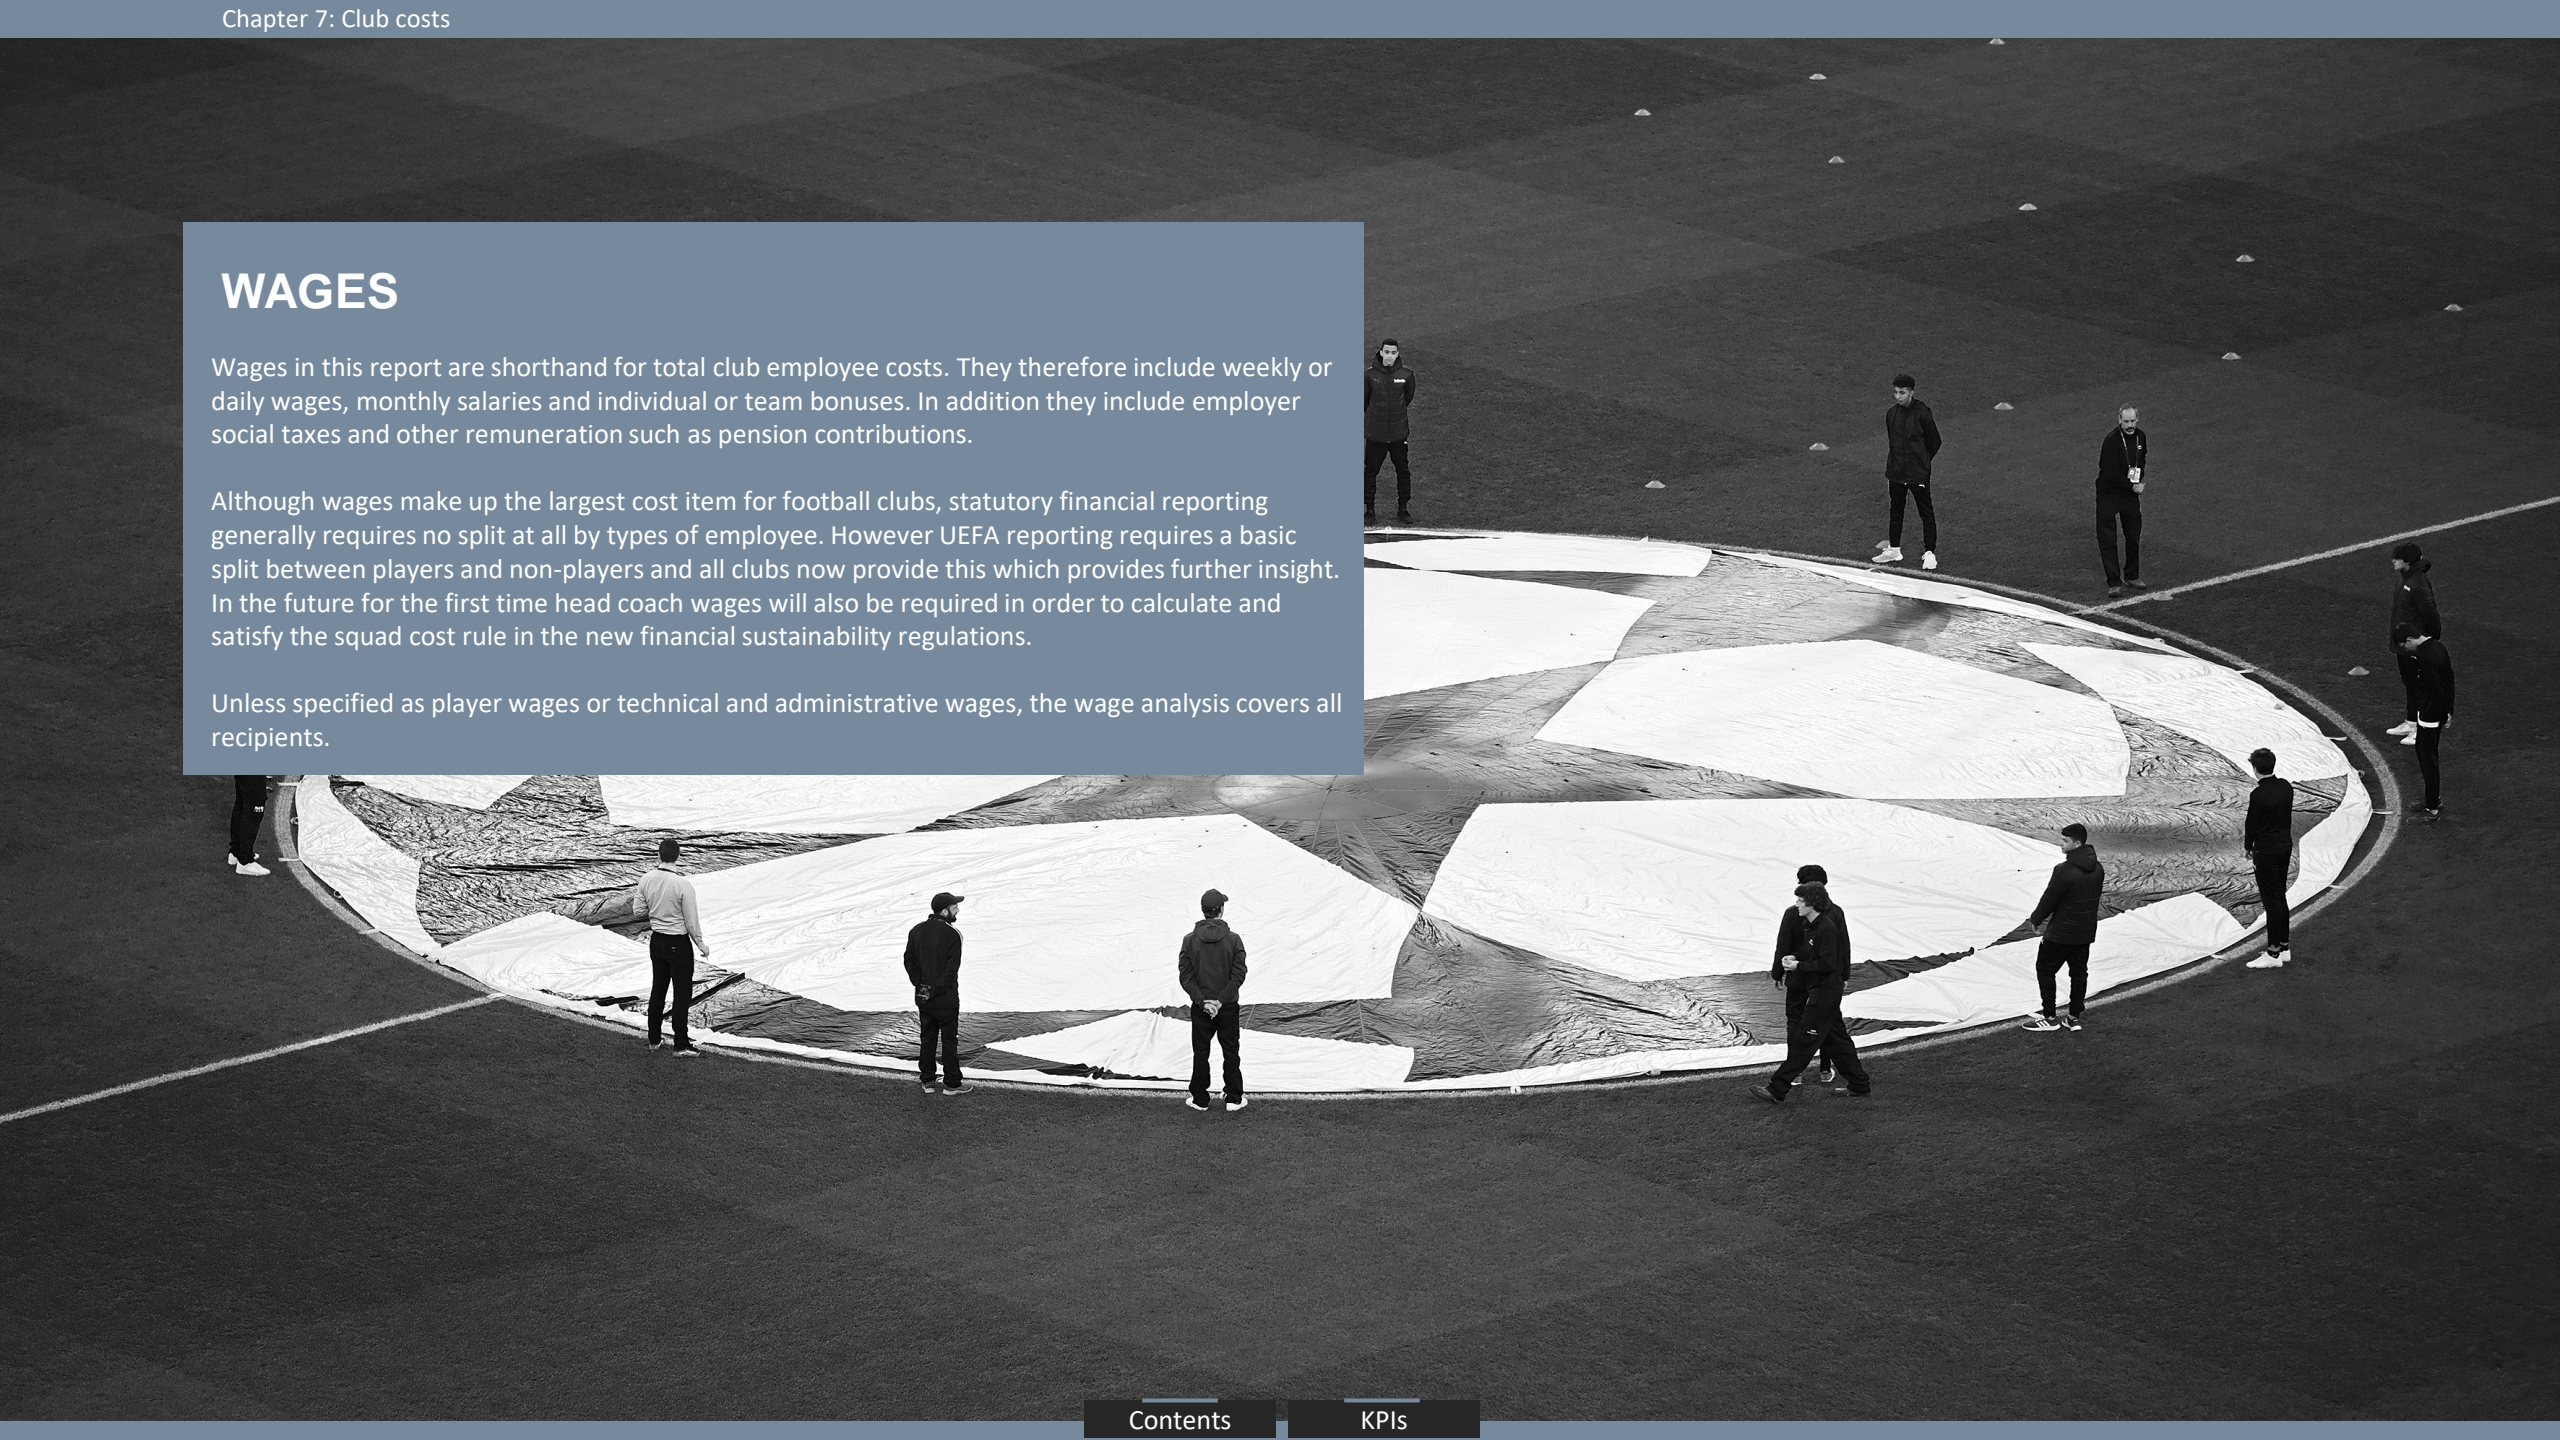 Chapter 7: Club costs
WAGES
Wages in this report are shorthand for total club employee costs. They therefore include weekly or
daily wages, monthly salaries and individual or team bonuses. In addition they include employer
social taxes and other remuneration such as pension contributions.
Although wages make up the largest cost item for football clubs, statutory financial reporting
generally requires no split at all by types of employee. However UEFA reporting requires a basic
split between players and non-players and all clubs now provide this which provides further insight.
In the future for the first time head coach wages will also be required in order to calculate and
satisfy the squad cost rule in the new financial sustainability regulations.
Unless specified as player wages or technical and administrative wages, the wage analysis covers all
recipients.
Contents
KPIs